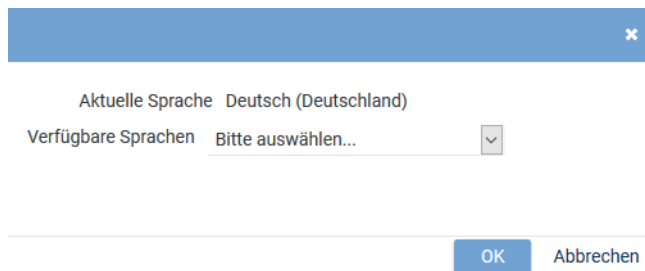 Aktuelle Sprache Deutsch (Deutschland)
Verfügbare Sprachen Bitte auswählen...
OK Abbrechen